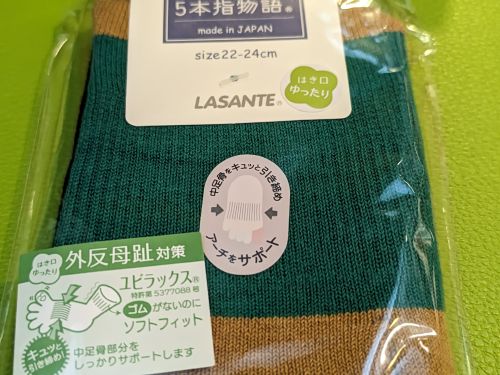 5本指物語®
made in JAPAN
size22-24cm
はき口
ゆったり
LASANTE®
中足骨をキュッと引き締め
アーチをサポート
はき口
ゆったり
外反母趾対策
ユビラックス®
特許第5377088号
ゴムがないのに
ソフトフィット
キュッと
引き締め!
中足骨部分を
しっかりサポートします